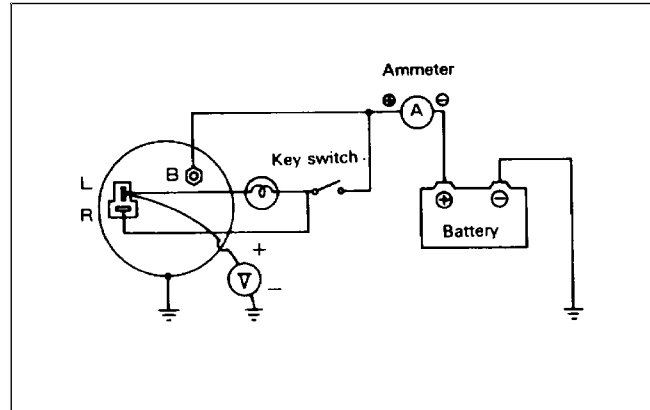 Ammeter
⊕ A ⊖
Key switch
B
L
R
+
V
−
⊕ ⊖
Battery